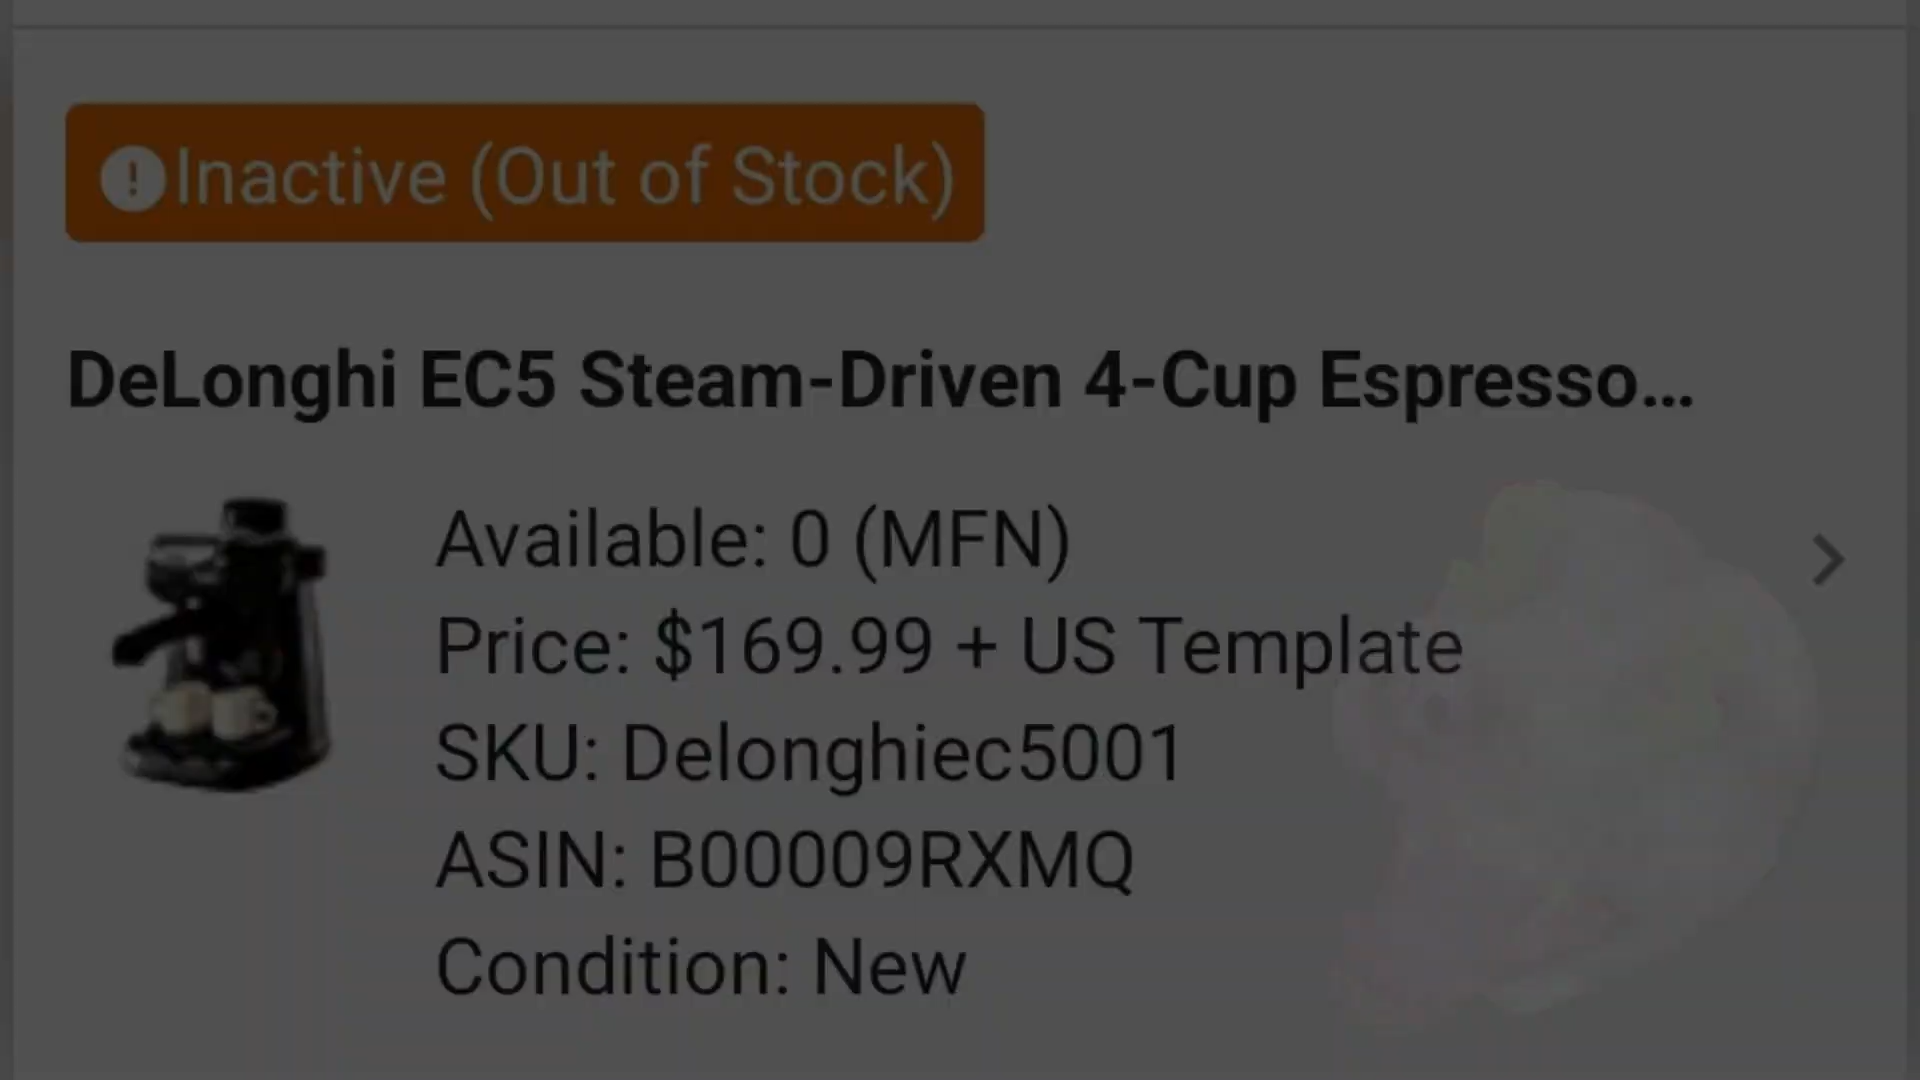 Inactive (Out of Stock)
DeLonghi EC5 Steam-Driven 4-Cup Espresso...
Available: 0 (MFN)
Price: $169.99 + US Template
SKU: Delonghiec5001
ASIN: B00009RXMQ
Condition: New